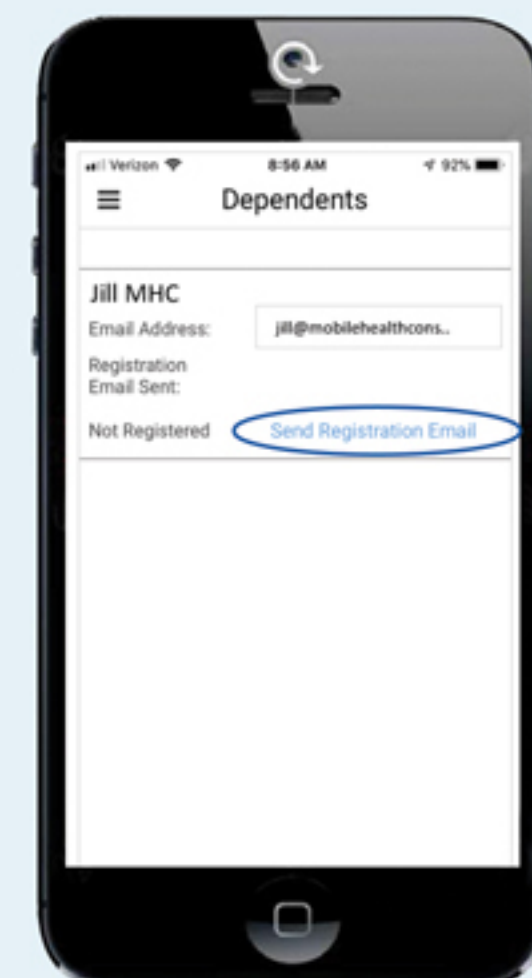 Verizon 8:56 AM 92%
Dependents
Jill MHC
Email Address: jill@mobilehealthcons..
Registration
Email Sent:
Not Registered Send Registration Email